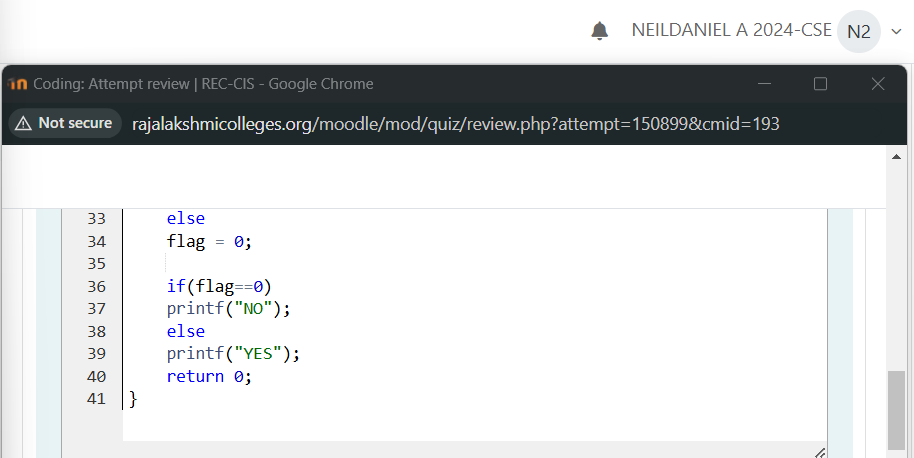 NEILDANIEL A 2024-CSE N2
Coding: Attempt review | REC-CIS - Google Chrome
Not secure rajalakshmicolleges.org/moodle/mod/quiz/review.php?attempt=150899&cmid=193
33 else
34 flag = 0;
35
36 if(flag==0)
37 printf("NO");
38 else
39 printf("YES");
40 return 0;
41 }